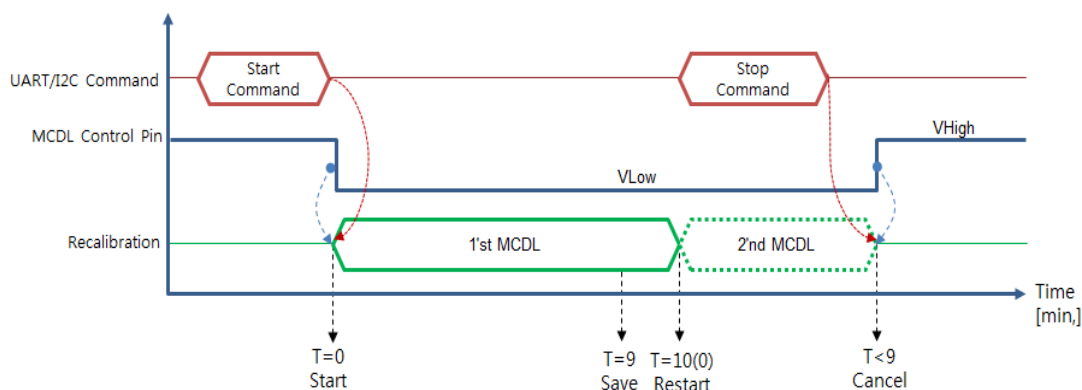 UART/I2C Command
Start
Command
Stop
Command
MCDL Control Pin
VHigh
VLow
Recalibration
1'st MCDL
2'nd MCDL
Time
[min,]
T=0
Start
T=9
Save
T=10(0)
Restart
T<9
Cancel